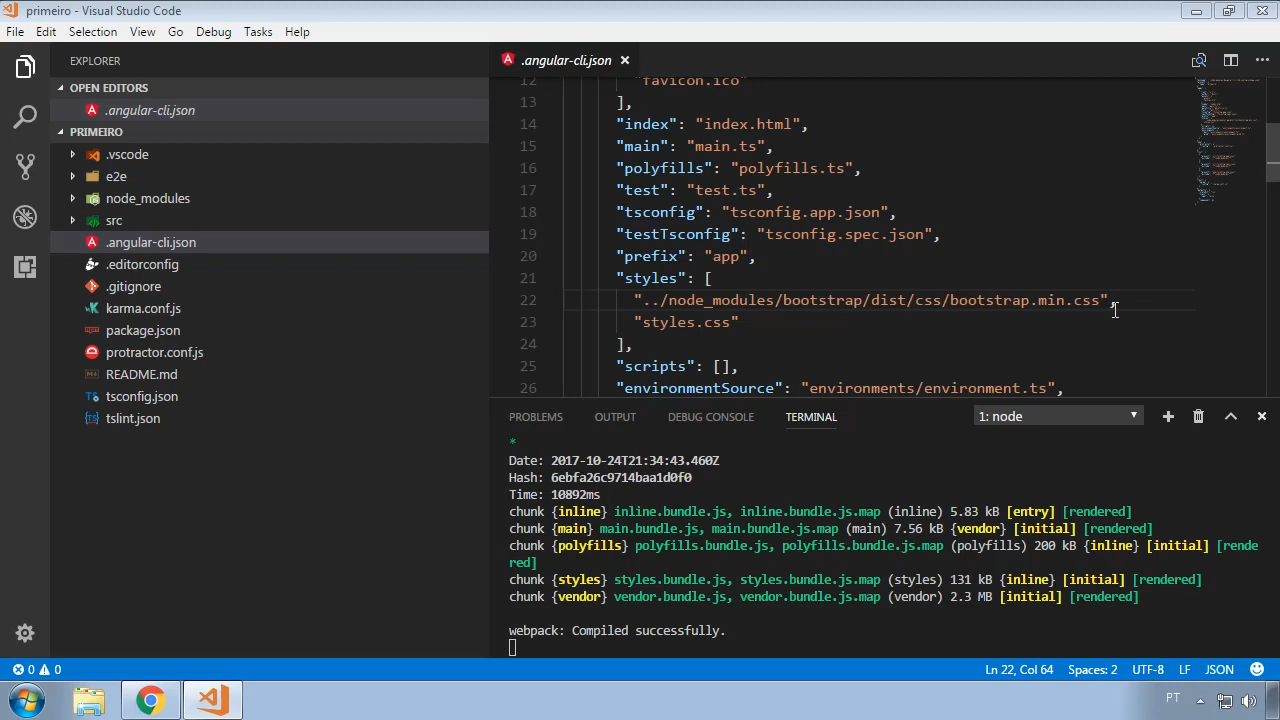 primeiro - Visual Studio Code
File Edit Selection View Go Debug Tasks Help
EXPLORER
OPEN EDITORS
.angular-cli.json
PRIMEIRO
.vscode
e2e
node_modules
src
.angular-cli.json
.editorconfig
.gitignore
karma.conf.js
package.json
protractor.conf.js
README.md
tsconfig.json
tslint.json
.angular-cli.json
12 "favicon.ico"
13 ],
14 "index": "index.html",
15 "main": "main.ts",
16 "polyfills": "polyfills.ts",
17 "test": "test.ts",
18 "tsconfig": "tsconfig.app.json",
19 "testTsconfig": "tsconfig.spec.json",
20 "prefix": "app",
21 "styles": [
22 "../node_modules/bootstrap/dist/css/bootstrap.min.css",
23 "styles.css"
24 ],
25 "scripts": [],
26 "environmentSource": "environments/environment.ts",
PROBLEMS OUTPUT DEBUG CONSOLE TERMINAL 1: node
*
Date: 2017-10-24T21:34:43.460Z
Hash: 6ebfa26c9714baa1d0f0
Time: 10892ms
chunk {inline} inline.bundle.js, inline.bundle.js.map (inline) 5.83 kB [entry] [rendered]
chunk {main} main.bundle.js, main.bundle.js.map (main) 7.56 kB {vendor} [initial] [rendered]
chunk {polyfills} polyfills.bundle.js, polyfills.bundle.js.map (polyfills) 200 kB {inline} [initial] [rende
red]
chunk {styles} styles.bundle.js, styles.bundle.js.map (styles) 131 kB {inline} [initial] [rendered]
chunk {vendor} vendor.bundle.js, vendor.bundle.js.map (vendor) 2.3 MB [initial] [rendered]
webpack: Compiled successfully.
0 0 Ln 22, Col 64 Spaces: 2 UTF-8 LF JSON
PT